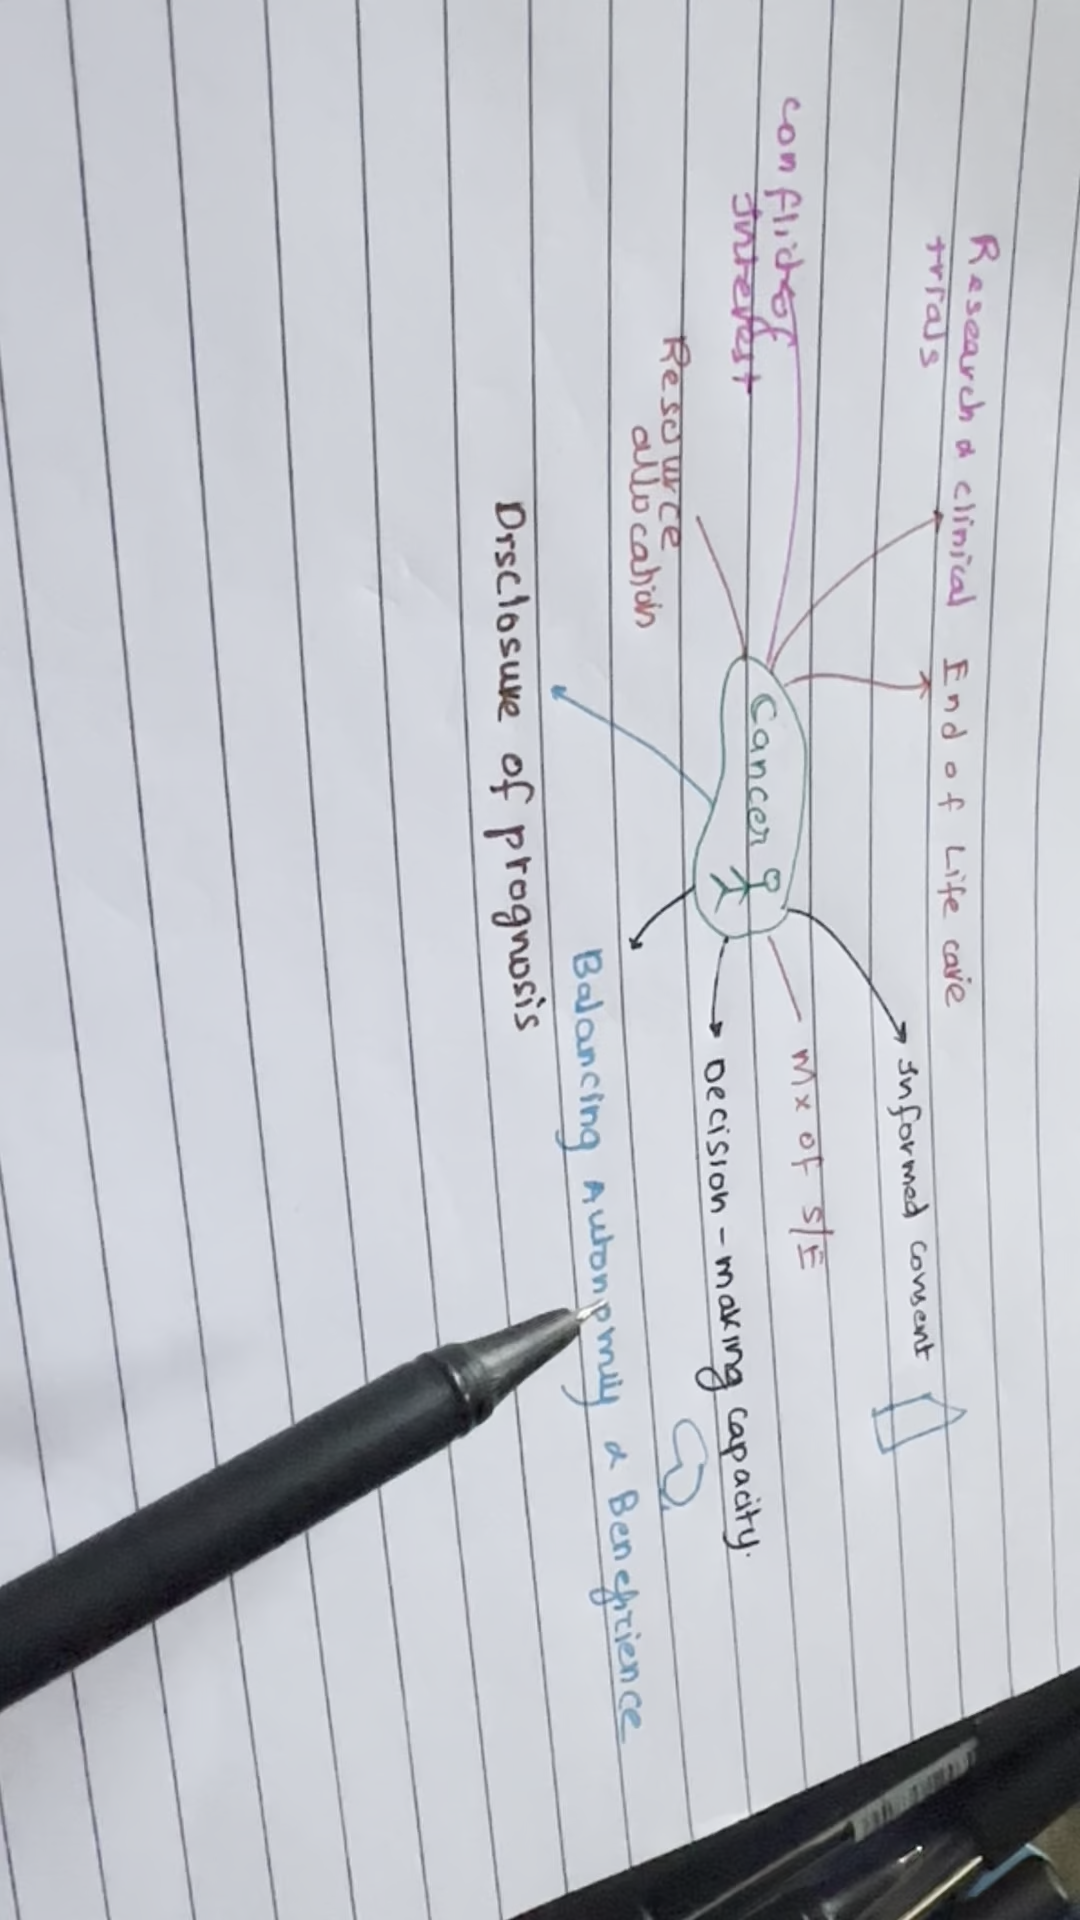 Research & clinical
trials
End of Life care
Informed consent
conflict of
Interest
Mx of S/E
Cancer
Decision-making capacity.
Resource
allocation
Balancing Autonomy & Beneficience
Disclosure of prognosis